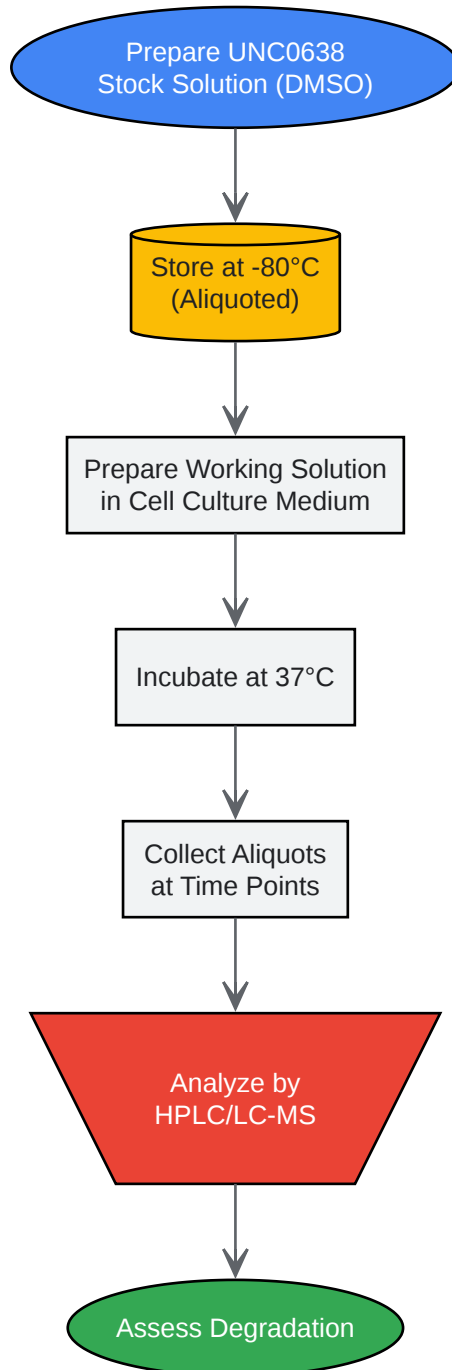 Prepare UNC0638
Stock Solution (DMSO)
Store at -80°C
(Aliquoted)
Prepare Working Solution
in Cell Culture Medium
Incubate at 37°C
Collect Aliquots
at Time Points
Analyze by
HPLC/LC-MS
Assess Degradation